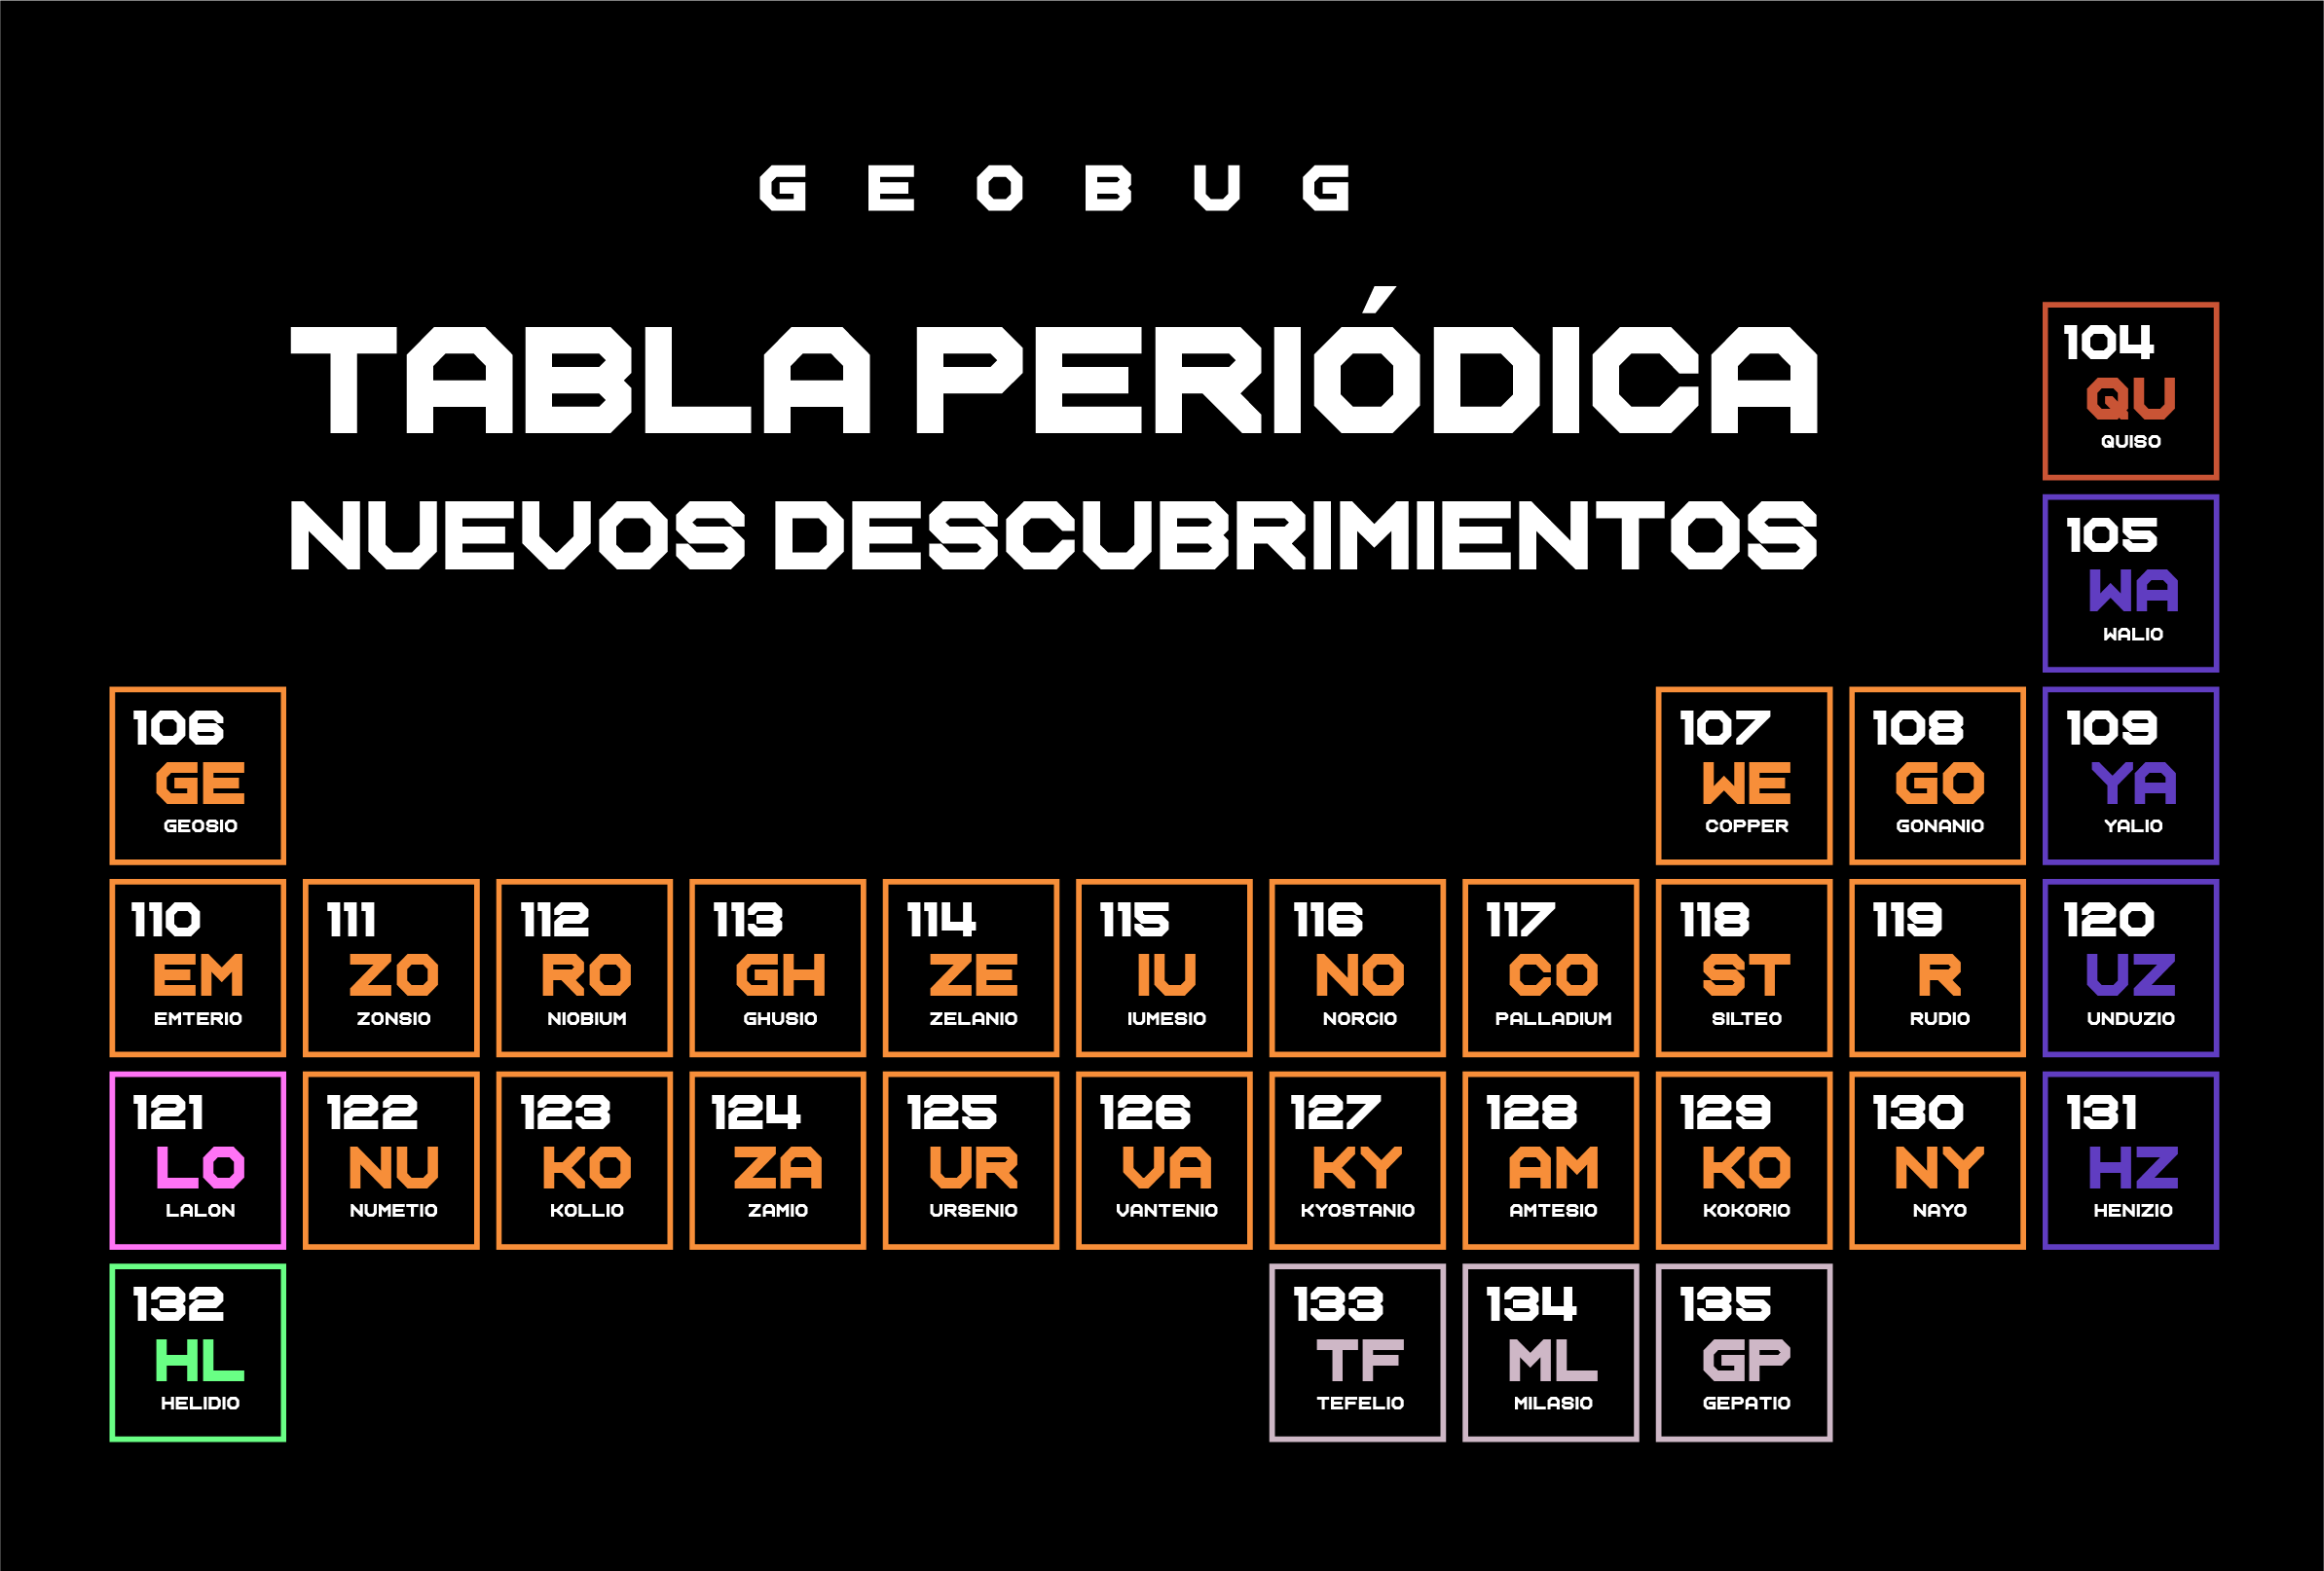 GEOBUG
TABLA PERIÓDICA
NUEVOS DESCUBRIMIENTOS
104
QU
QUISO
105
WA
WALIO
106
GE
GEOSIO
107
WE
COPPER
108
GO
GONANIO
109
YA
YALIO
110
EM
EMTERIO
111
ZO
ZONSIO
112
RO
NIOBIUM
113
GH
GHUSIO
114
ZE
ZELANIO
115
IU
IUMESIO
116
NO
NORCIO
117
CO
PALLADIUM
118
ST
SILTEO
119
R
RUDIO
120
UZ
UNDUZIO
121
LO
LALON
122
NU
NUMETIO
123
KO
KOLLIO
124
ZA
ZAMIO
125
UR
URSENIO
126
VA
VANTENIO
127
KY
KYOSTANIO
128
AM
AMTESIO
129
KO
KOKORIO
130
NY
NAYO
131
HZ
HENIZIO
132
HL
HELIDIO
133
TF
TEFELIO
134
ML
MILASIO
135
GP
GEPATIO